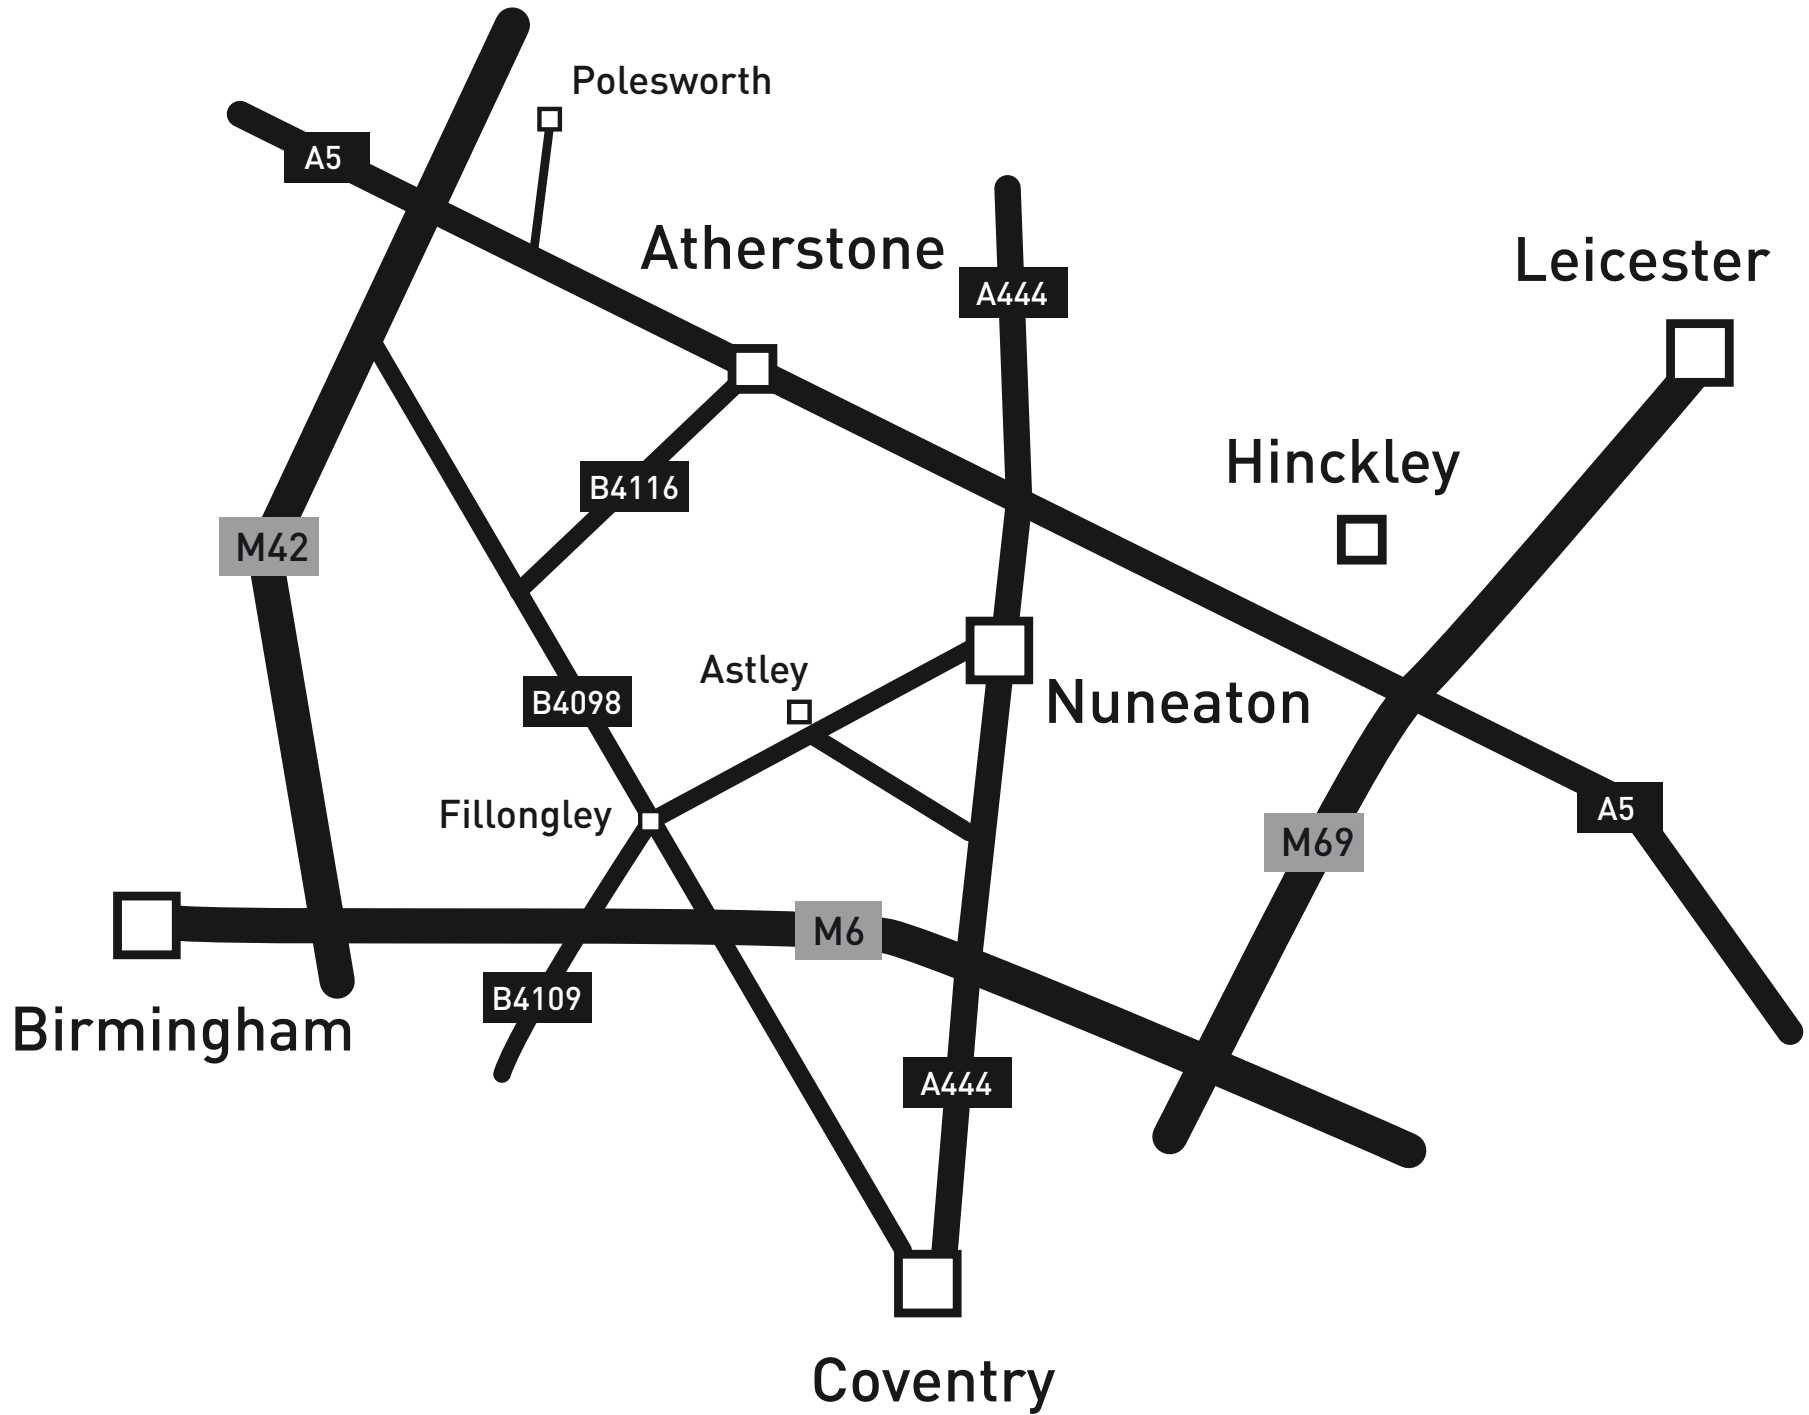 Polesworth
A5
Atherstone
Leicester
A444
Hinckley
B4116
M42
Astley
B4098
Nuneaton
Fillongley
A5
M69
M6
B4109
Birmingham
A444
Coventry